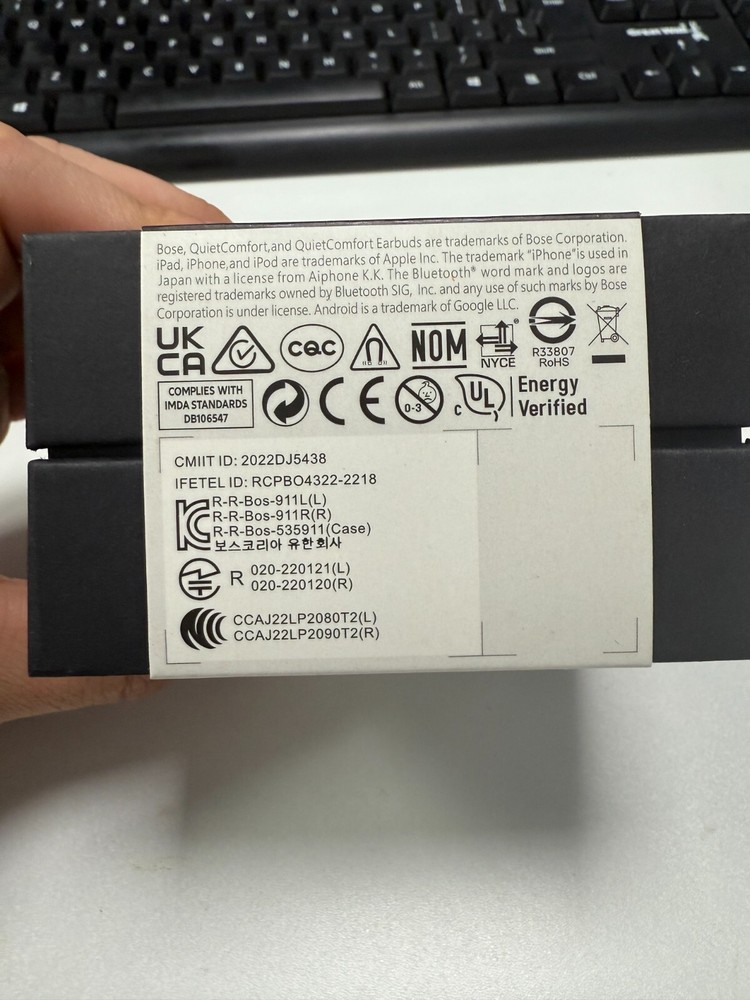 Bose, QuietComfort,and QuietComfort Earbuds are trademarks of Bose Corporation.
iPad, iPhone,and iPod are trademarks of Apple Inc. The trademark "iPhone"is used in
Japan with a license from Aiphone K.K. The Bluetooth® word mark and logos are
registered trademarks owned by Bluetooth SIG, Inc. and any use of such marks by Bose
Corporation is under license. Android is a trademark of Google LLC.
UK
CA
CQC
NOM
NYCE
R33807
RoHS
COMPLIES WITH
IMDA STANDARDS
DB106547
CE
0-3
c UL
Energy
Verified
CMIIT ID: 2022DJ5438
IFETEL ID: RCPBO4322-2218
R-R-Bos-911L(L)
R-R-Bos-911R(R)
R-R-Bos-535911(Case)
보스코리아 유한회사
R
020-220121(L)
020-220120(R)
CCAJ22LP2080T2(L)
CCAJ22LP2090T2(R)